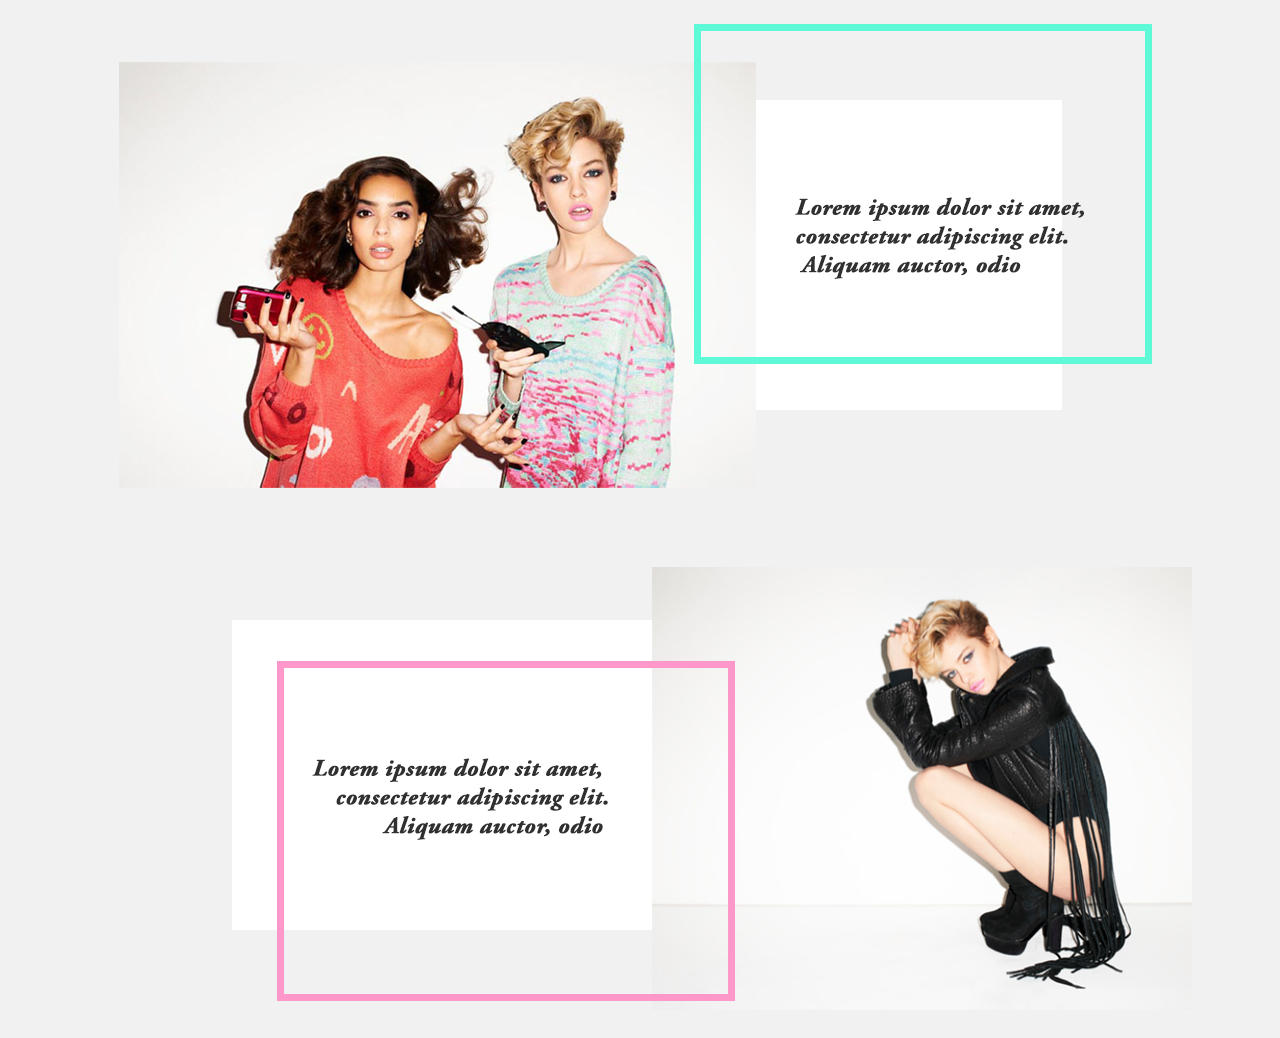 Lorem ipsum dolor sit amet,
consectetur adipiscing elit.
Aliquam auctor, odio
Lorem ipsum dolor sit amet,
consectetur adipiscing elit.
Aliquam auctor, odio